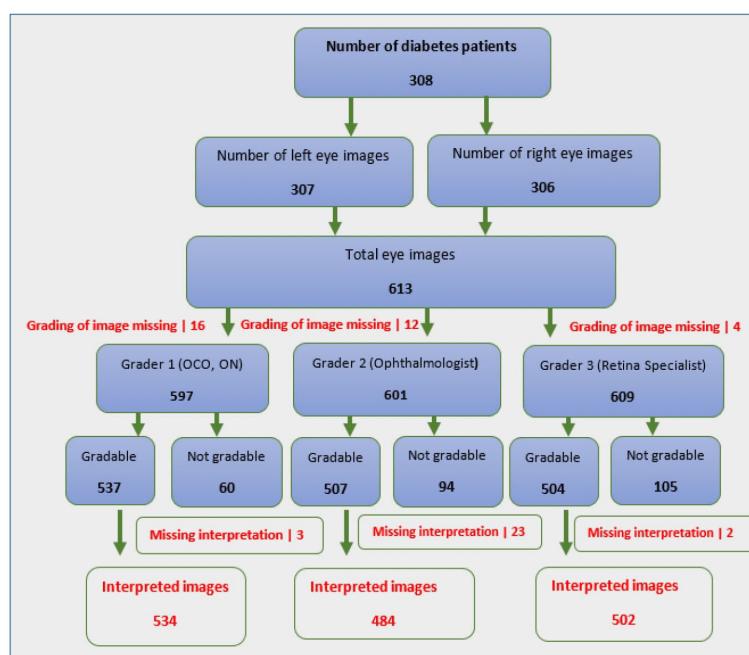 Number of diabetes patients
308
Number of left eye images
307
Number of right eye images
306
Total eye images
613
Grading of image missing | 16
Grading of image missing | 12
Grading of image missing | 4
Grader 1 (OCO, ON)
597
Grader 2 (Ophthalmologist)
601
Grader 3 (Retina Specialist)
609
Gradable
537
Not gradable
60
Gradable
507
Not gradable
94
Gradable
504
Not gradable
105
Missing interpretation | 3
Missing interpretation | 23
Missing interpretation | 2
Interpreted images
534
Interpreted images
484
Interpreted images
502